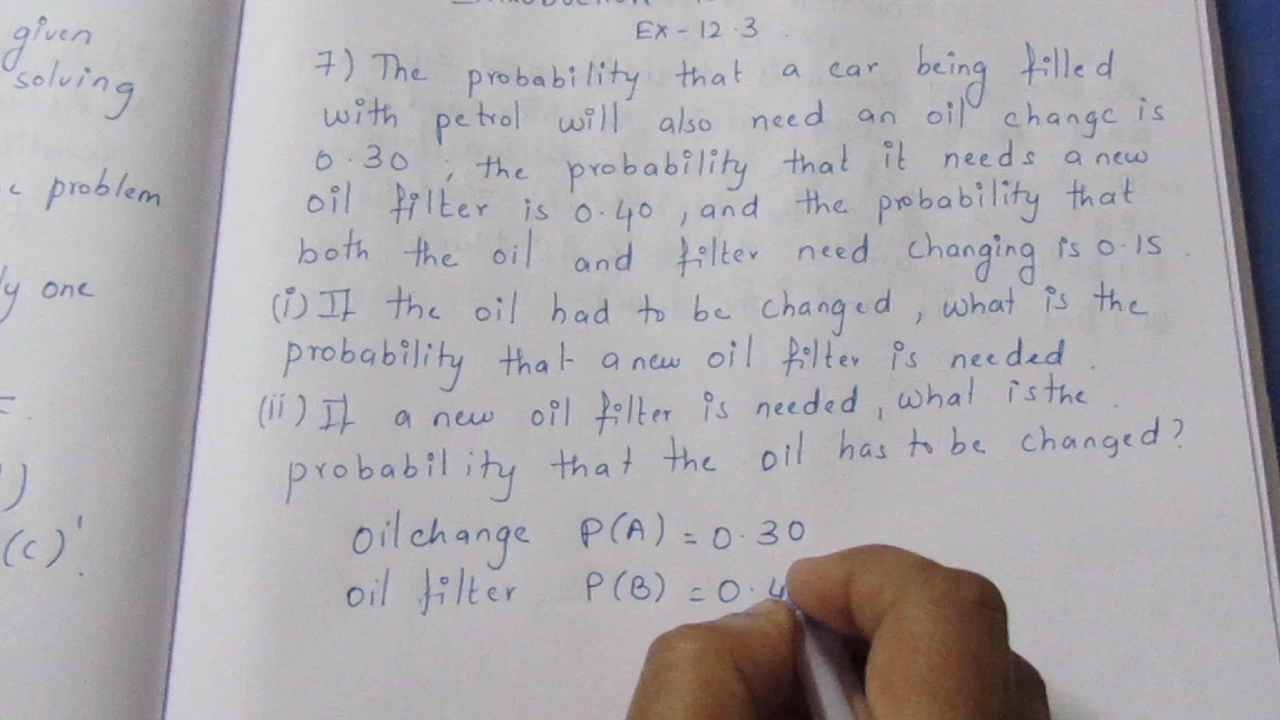 given
solving
problem
y one
(c)'
Ex - 12.3
7) The probability that a car being filled
with petrol will also need an oil change is
0.30, the probability that it needs a new
oil filter is 0.40, and the probability that
both the oil and filter need changing is 0.15
(i) If the oil had to be changed, what is the
probability that a new oil filter is needed.
(ii) If a new oil filter is needed, what is the
probability that the oil has to be changed?
oil change P(A) = 0.30
oil filter P(B) = 0.4